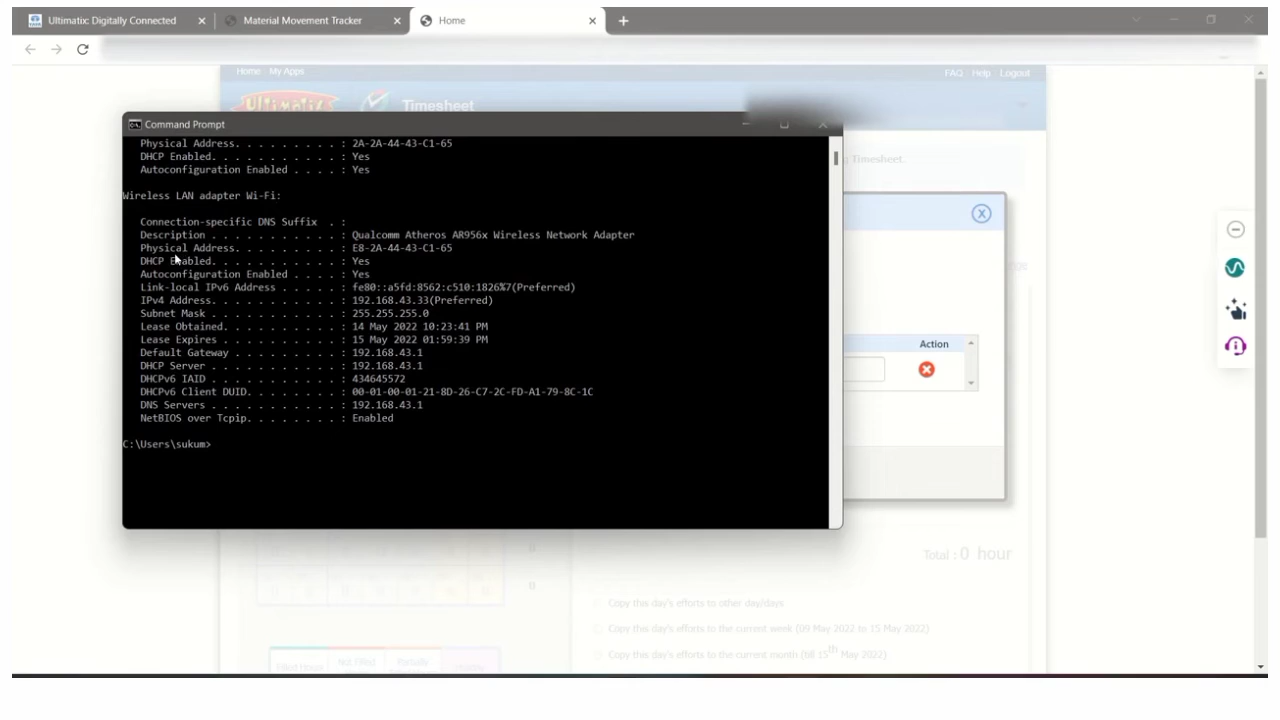 Ultimatix: Digitally Connected
Material Movement Tracker
Home
Home My Apps
FAQ Help Logout
Ultimatix
Timesheet
Command Prompt
Physical Address. . . . . . . . . : 2A-2A-44-43-C1-65
DHCP Enabled. . . . . . . . . . . : Yes
Autoconfiguration Enabled . . . . : Yes
Wireless LAN adapter Wi-Fi:
Connection-specific DNS Suffix . :
Description . . . . . . . . . . . : Qualcomm Atheros AR956x Wireless Network Adapter
Physical Address. . . . . . . . . : E8-2A-44-43-C1-65
DHCP Enabled. . . . . . . . . . . : Yes
Autoconfiguration Enabled . . . . : Yes
Link-local IPv6 Address . . . . . : fe80::a5fd:8562:c510:1826%7(Preferred)
IPv4 Address. . . . . . . . . . . : 192.168.43.33(Preferred)
Subnet Mask . . . . . . . . . . . : 255.255.255.0
Lease Obtained. . . . . . . . . . : 14 May 2022 10:23:41 PM
Lease Expires . . . . . . . . . . : 15 May 2022 01:59:39 PM
Default Gateway . . . . . . . . . : 192.168.43.1
DHCP Server . . . . . . . . . . . : 192.168.43.1
DHCPv6 IAID . . . . . . . . . . . : 434645572
DHCPv6 Client DUID. . . . . . . . : 00-01-00-01-21-8D-26-C7-2C-FD-A1-79-8C-1C
DNS Servers . . . . . . . . . . . : 192.168.43.1
NetBIOS over Tcpip. . . . . . . . : Enabled
C:\Users\sukum>
Timesheet.
X
Action
0
Total : 0 hour
0
Copy this day's efforts to other day/days
Copy this day's efforts to the current week (09 May 2022 to 15 May 2022)
Copy this day's efforts to the current month (till 15th May 2022)
Filled Hours
Not Filled
Partially
Holiday